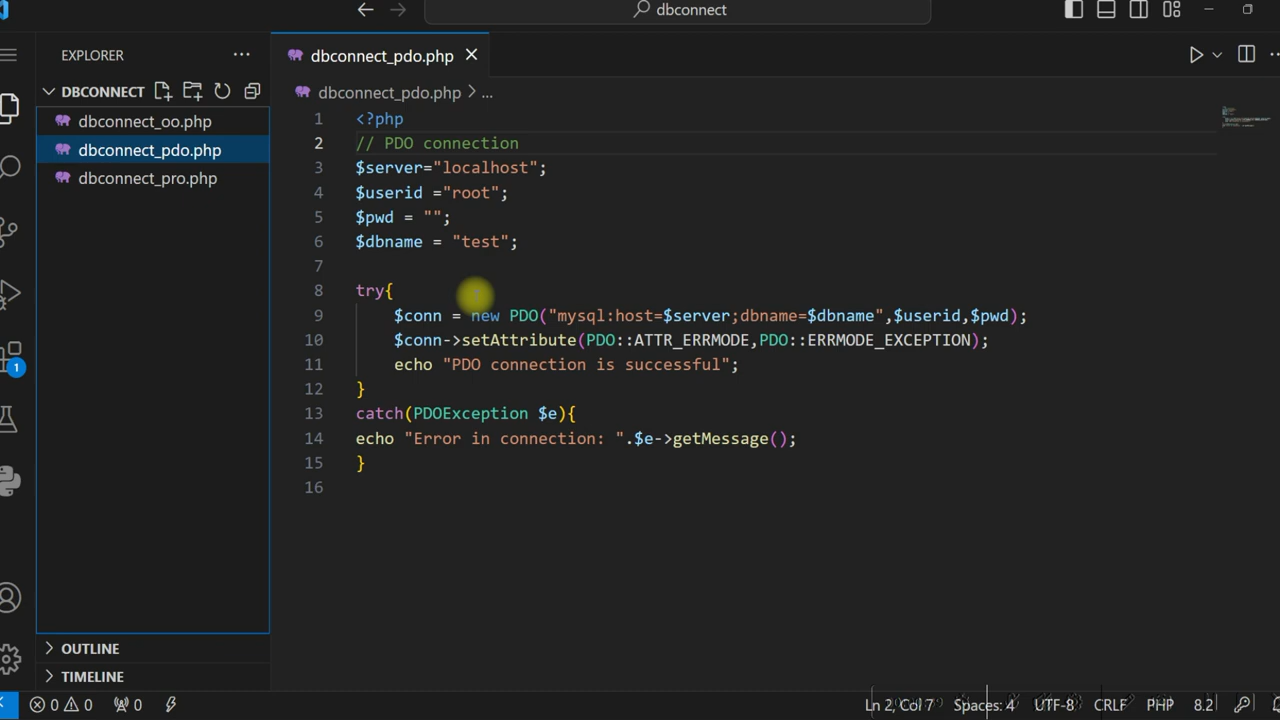 dbconnect
EXPLORER
dbconnect_pdo.php
DBCONNECT
dbconnect_oo.php
dbconnect_pdo.php
dbconnect_pro.php
OUTLINE
TIMELINE
dbconnect_pdo.php > ...
1 <?php
2 // PDO connection
3 $server="localhost";
4 $userid ="root";
5 $pwd = "";
6 $dbname = "test";
7
8 try{
9 $conn = new PDO("mysql:host=$server;dbname=$dbname",$userid,$pwd);
10 $conn->setAttribute(PDO::ATTR_ERRMODE,PDO::ERRMODE_EXCEPTION);
11 echo "PDO connection is successful";
12 }
13 catch(PDOException $e){
14 echo "Error in connection: ".$e->getMessage();
15 }
16
1
0 0 0 Ln 2, Col 7 Spaces: 4 UTF-8 CRLF PHP 8.2